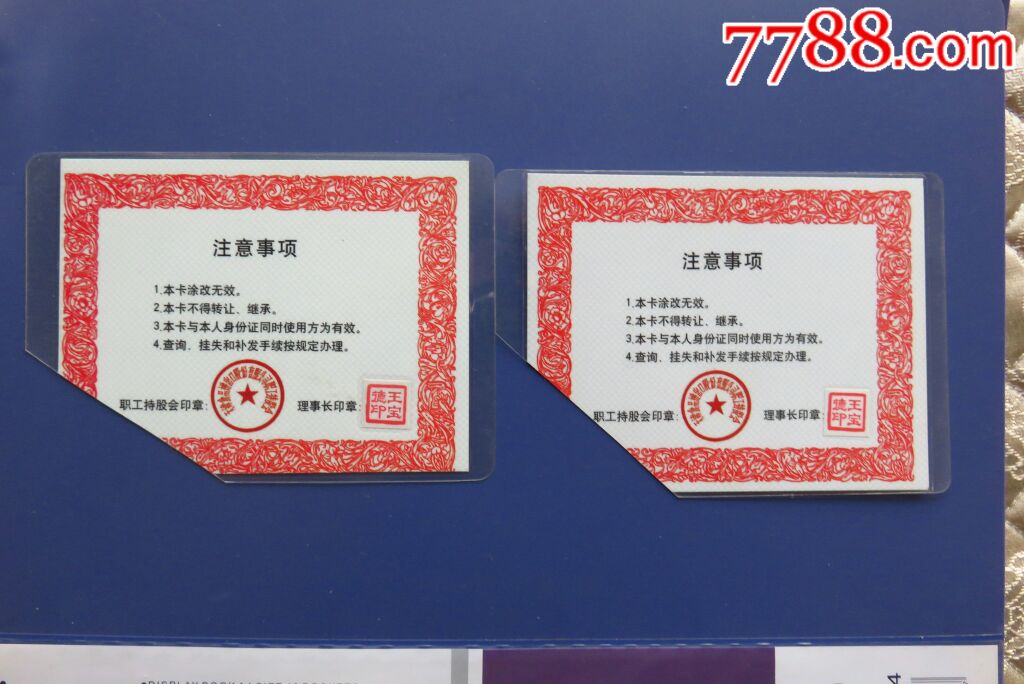 7788.com
注意事项
1.本卡涂改无效。
2.本卡不得转让、继承。
3.本卡与本人身份证同时使用方为有效。
4.查询、挂失和补发手续按规定办理。
职工持股会印章：
理事长印章：
王宝
德印
注意事项
1.本卡涂改无效。
2.本卡不得转让、继承。
3.本卡与本人身份证同时使用方为有效。
4.查询、挂失和补发手续按规定办理。
职工持股会印章：
理事长印章：
王宝
德印
4